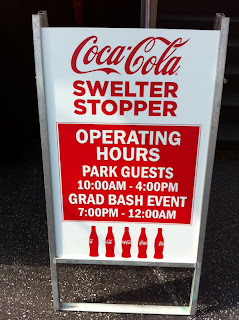 Coca-Cola
SWELTER
STOPPER
OPERATING
HOURS
PARK GUESTS
10:00AM - 4:00PM
GRAD BASH EVENT
7:00PM - 12:00AM